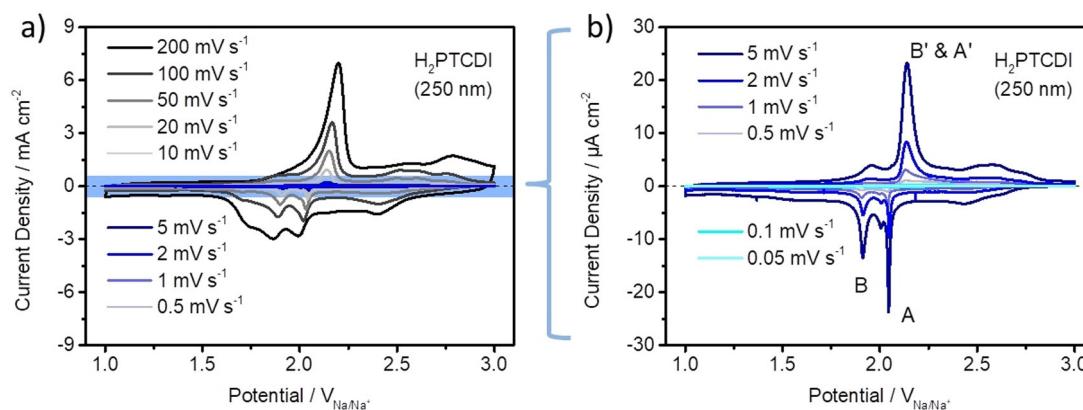 a)
9
6
3
0
-3
-6
-9
Current Density / mA cm⁻²
200 mV s⁻¹
100 mV s⁻¹
50 mV s⁻¹
20 mV s⁻¹
10 mV s⁻¹
H₂PTCDI
(250 nm)
5 mV s⁻¹
2 mV s⁻¹
1 mV s⁻¹
0.5 mV s⁻¹
1.0
1.5
2.0
2.5
3.0
Potential / V_Na/Na⁺
b)
30
20
10
0
-10
-20
-30
Current Density / µA cm⁻²
B' & A'
5 mV s⁻¹
2 mV s⁻¹
1 mV s⁻¹
0.5 mV s⁻¹
H₂PTCDI
(250 nm)
0.1 mV s⁻¹
0.05 mV s⁻¹
B
A
1.0
1.5
2.0
2.5
3.0
Potential / V_Na/Na⁺